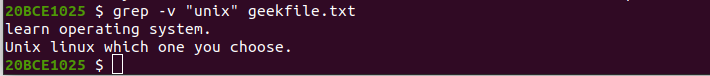 20BCE1025 $ grep -v "unix" geekfile.txt
learn operating system.
Unix linux which one you choose.
20BCE1025 $